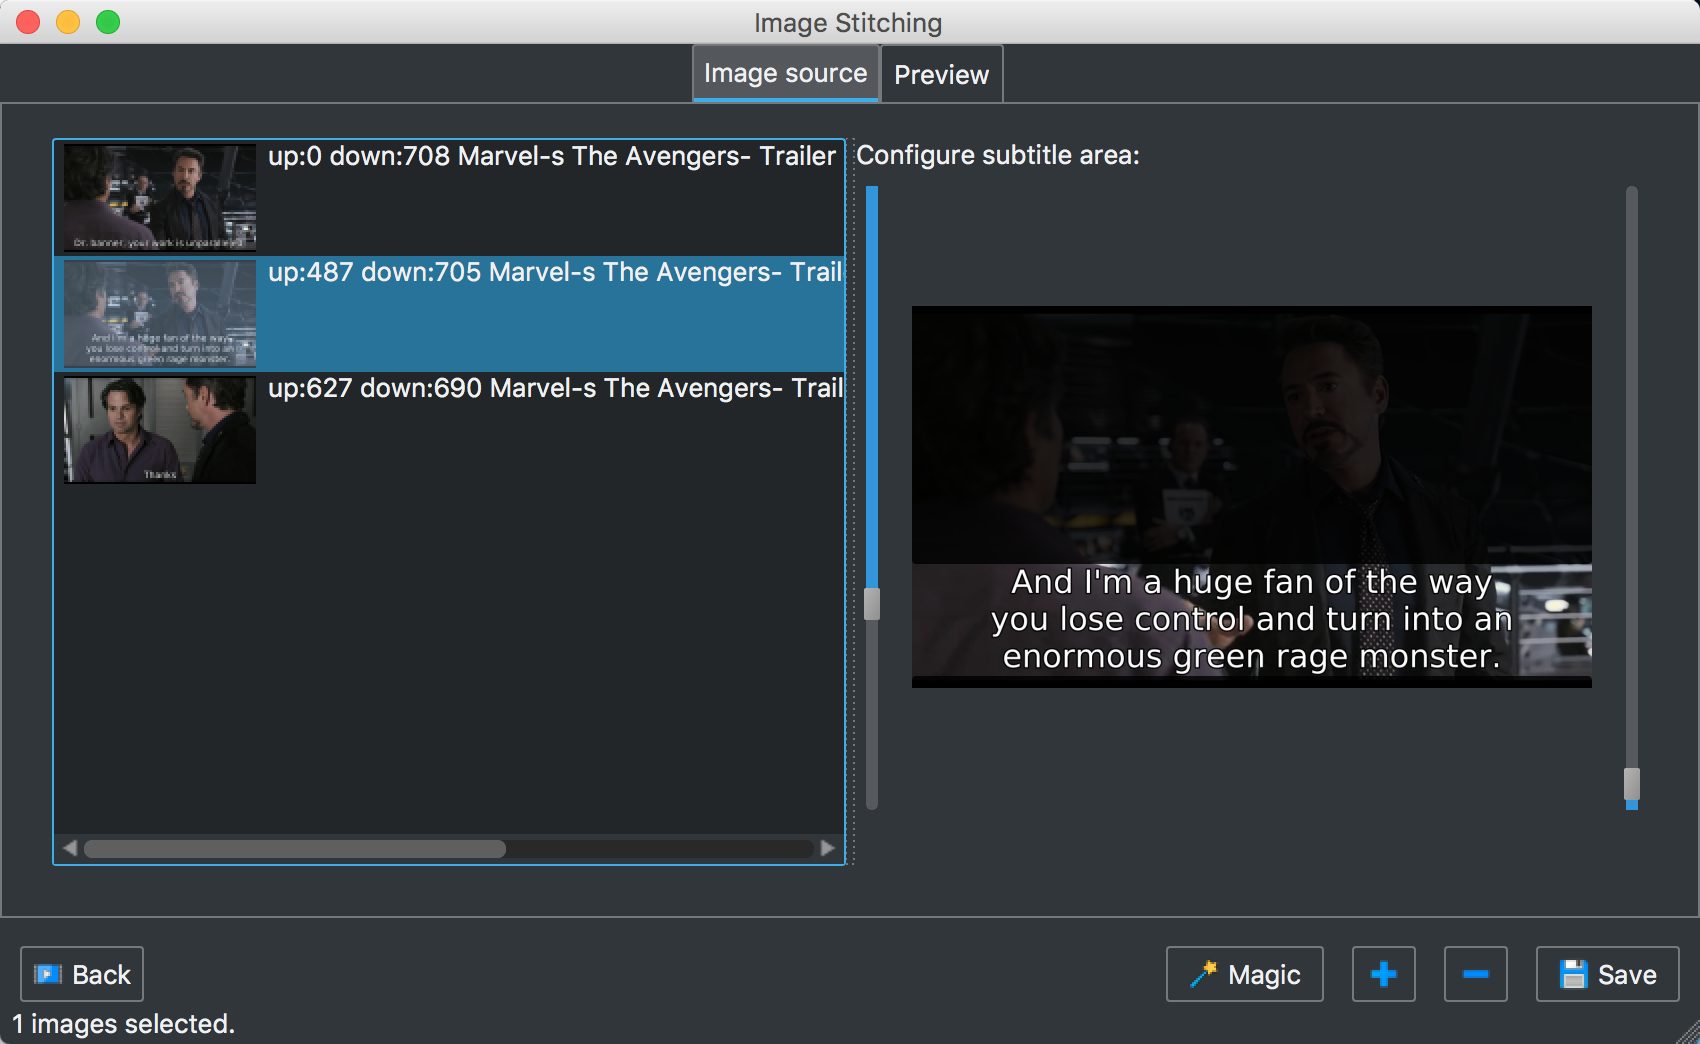 Image Stitching
Image source
Preview
up:0 down:708 Marvel-s The Avengers- Trailer
Dr. banner, your work is unparalleled
up:487 down:705 Marvel-s The Avengers- Trail
And I'm a huge fan of the way
you lose control and turn into an
enormous green rage monster.
up:627 down:690 Marvel-s The Avengers- Trail
Thanks
Configure subtitle area:
And I'm a huge fan of the way
you lose control and turn into an
enormous green rage monster.
Back
Magic
Save
1 images selected.